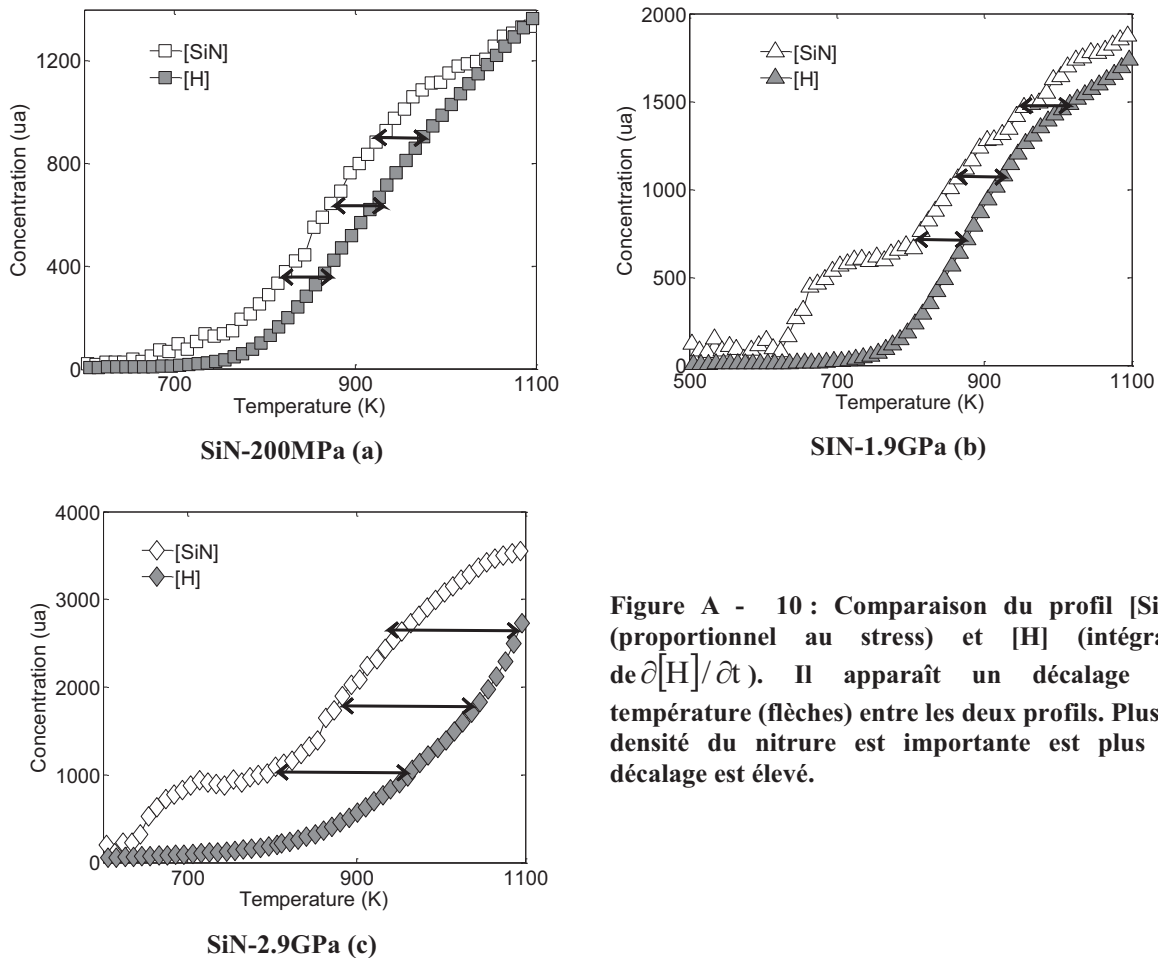 1200
800
400
0
700
900
1100
Concentration (ua)
Temperature (K)
[SiN]
[H]
SiN-200MPa (a)
2000
1500
1000
500
0
500
700
900
1100
Concentration (ua)
Temperature (K)
[SiN]
[H]
SIN-1.9GPa (b)
4000
3000
2000
1000
0
700
900
1100
Concentration (ua)
Temperature (K)
[SiN]
[H]
SiN-2.9GPa (c)
Figure A - 10 : Comparaison du profil [Si
(proportionnel au stress) et [H] (intégra
de ∂[H]/∂t ). Il apparaît un décalage
température (flèches) entre les deux profils. Plus
densité du nitrure est importante est plus
décalage est élevé.